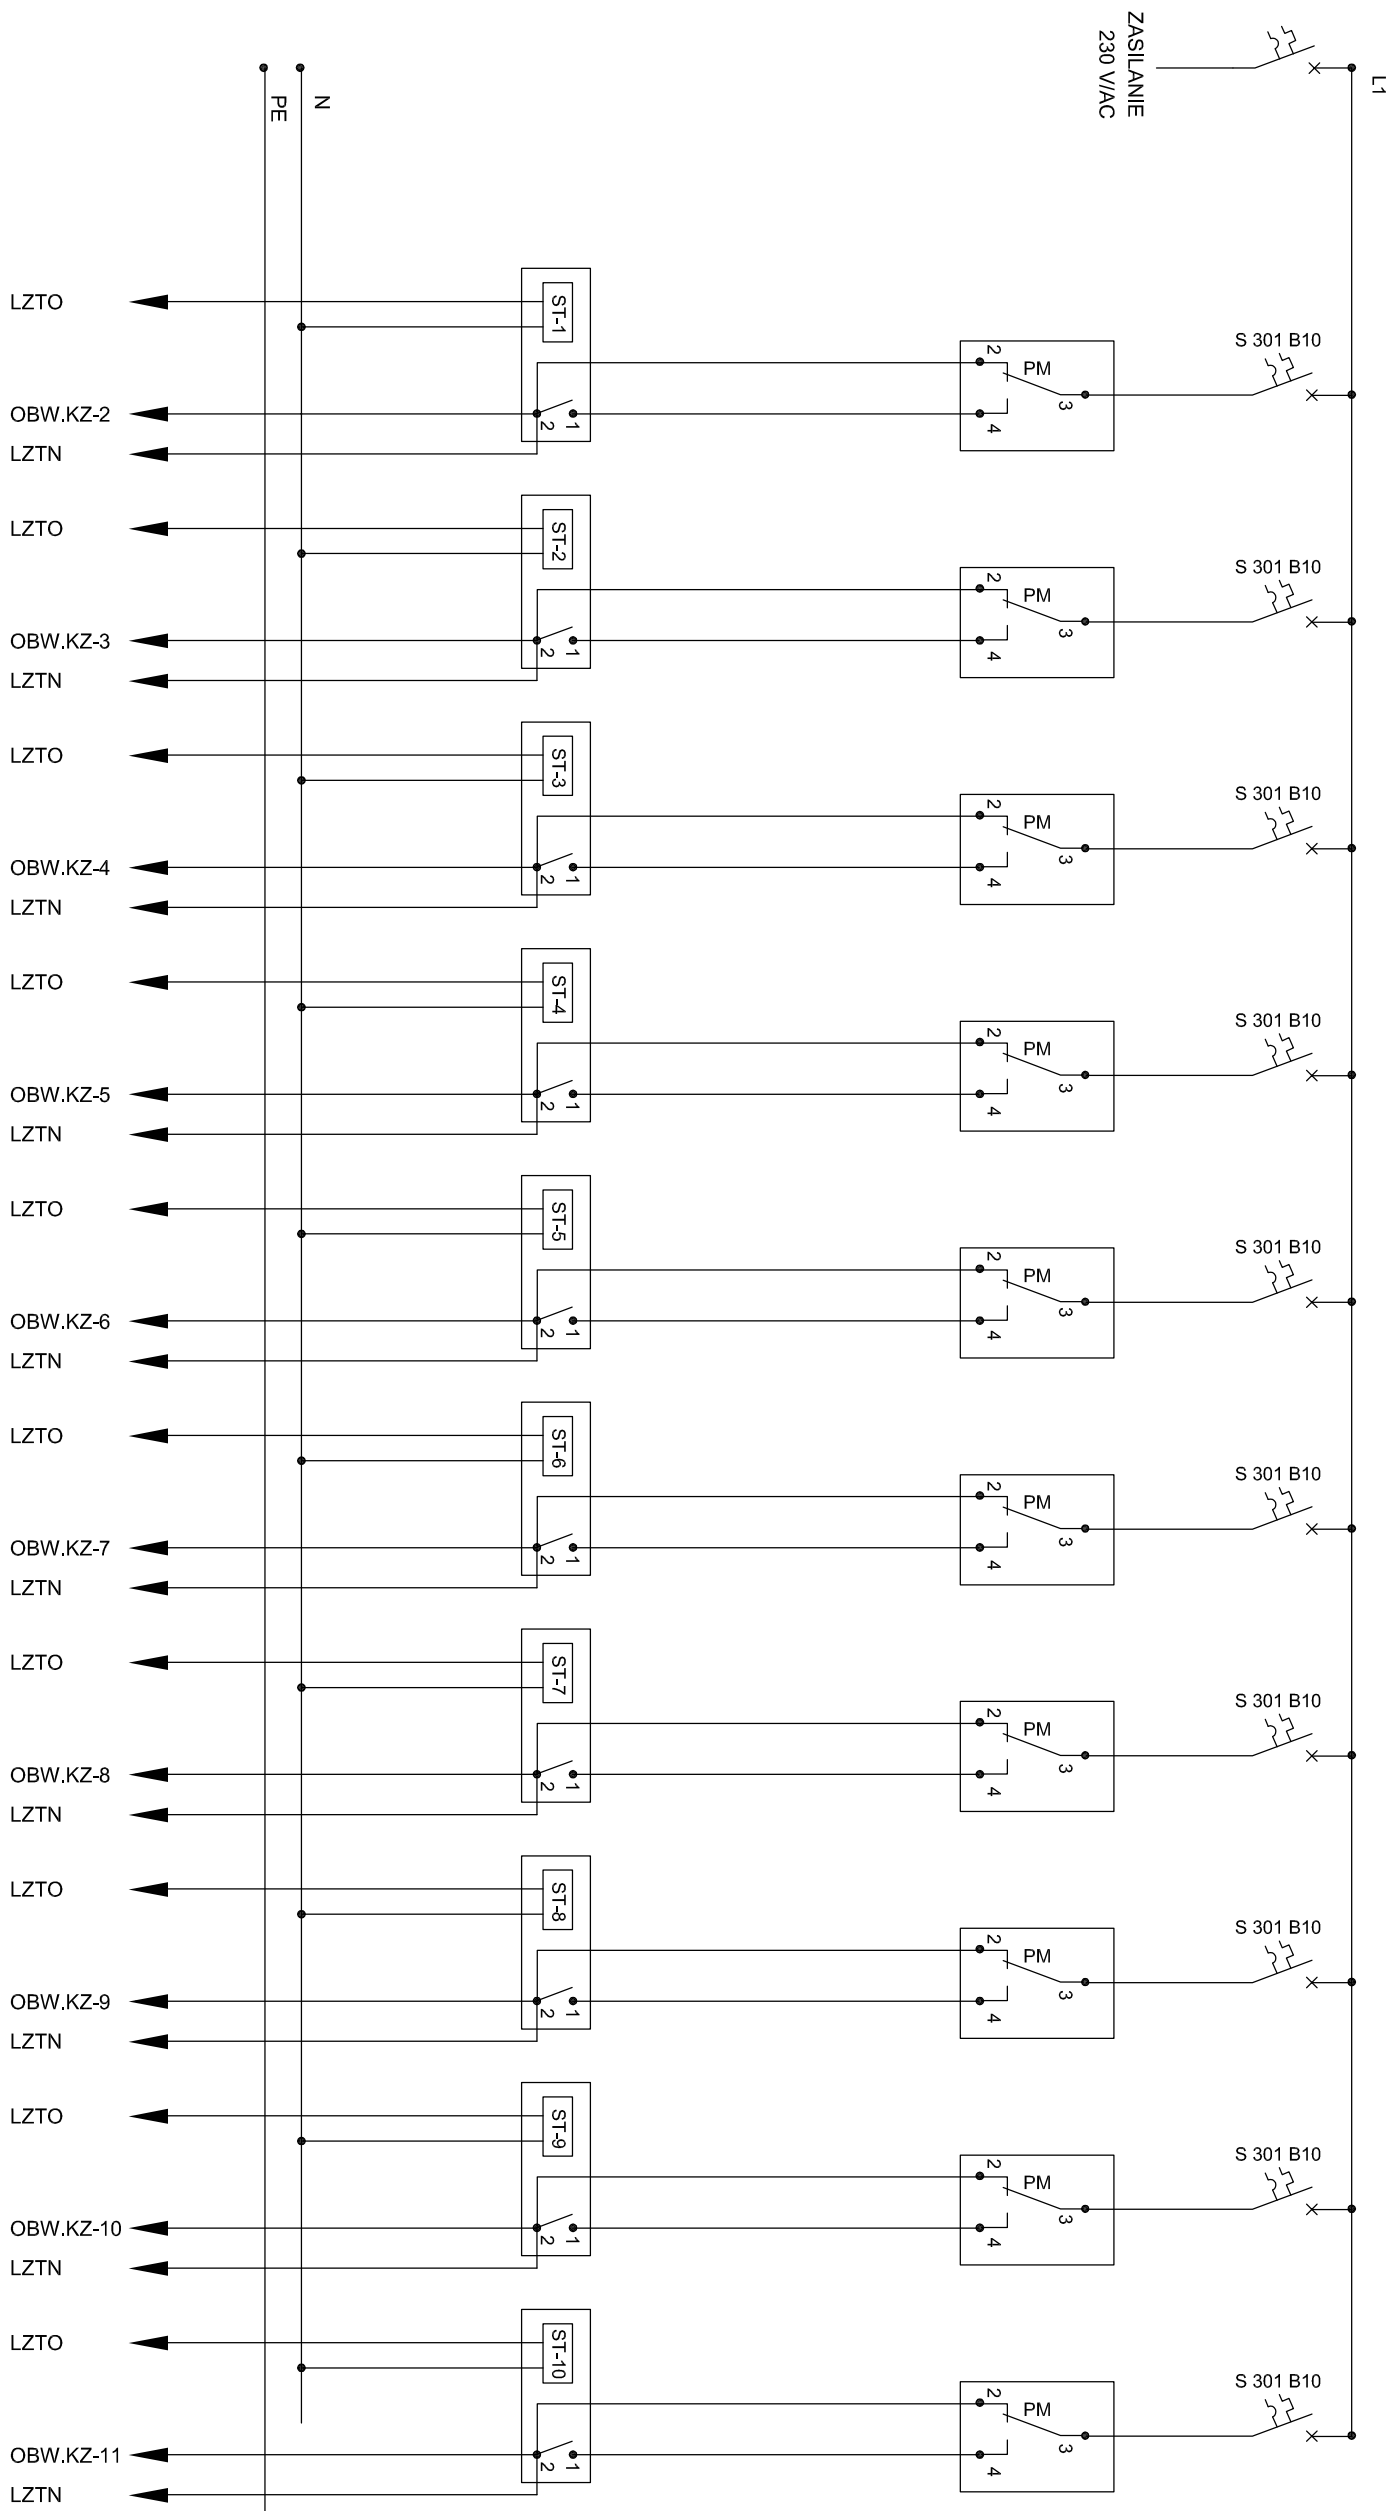 L1
ZASILANIE
230 V/AC
N
PE
LZTO
ST-1
S 301 B10
2
PM
3
4
OBW.KZ-2
2
1
LZTN
LZTO
ST-2
S 301 B10
2
PM
3
4
OBW.KZ-3
2
1
LZTN
LZTO
ST-3
S 301 B10
2
PM
3
4
OBW.KZ-4
2
1
LZTN
LZTO
ST-4
S 301 B10
2
PM
3
4
OBW.KZ-5
2
1
LZTN
LZTO
ST-5
S 301 B10
2
PM
3
4
OBW.KZ-6
2
1
LZTN
LZTO
ST-6
S 301 B10
2
PM
3
4
OBW.KZ-7
2
1
LZTN
LZTO
ST-7
S 301 B10
2
PM
3
4
OBW.KZ-8
2
1
LZTN
LZTO
ST-8
S 301 B10
2
PM
3
4
OBW.KZ-9
2
1
LZTN
LZTO
ST-9
S 301 B10
2
PM
3
4
OBW.KZ-10
2
1
LZTN
LZTO
ST-10
S 301 B10
2
PM
3
4
OBW.KZ-11
2
1
LZTN